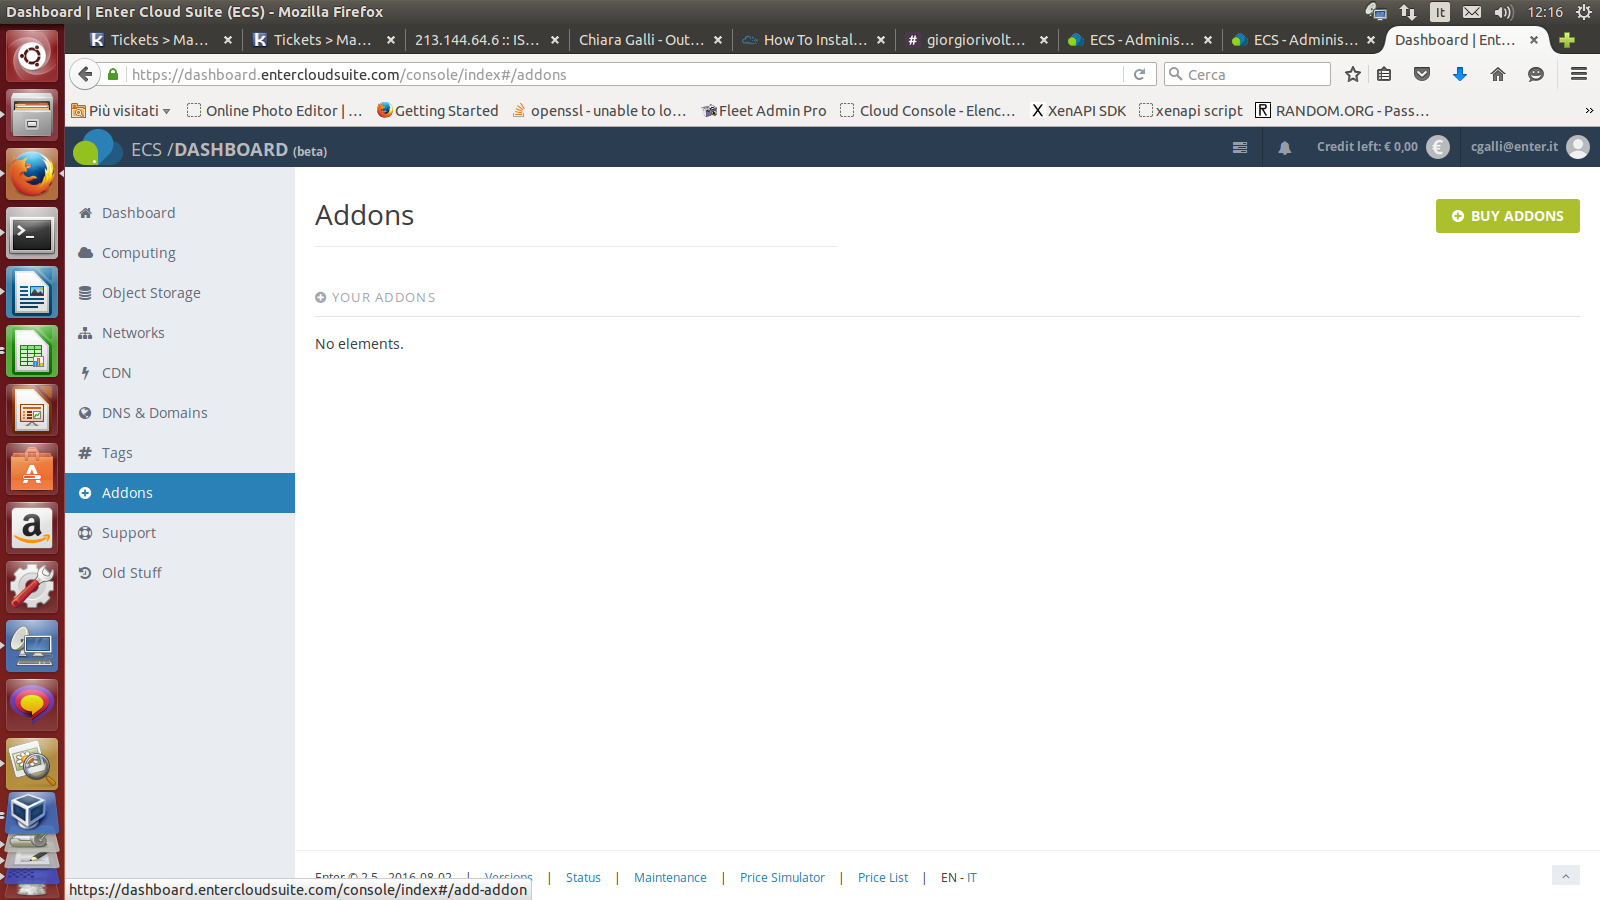 Dashboard | Enter Cloud Suite (ECS) - Mozilla Firefox
It
12:16
Tickets > Ma...
Tickets > Ma...
213.144.64.6 :: IS...
Chiara Galli - Out...
How To Instal...
giorgiorivolt...
ECS - Adminis...
ECS - Adminis...
Dashboard | Ent...
https://dashboard.entercloudsuite.com/console/index#/addons
Cerca
Più visitati
Online Photo Editor | ...
Getting Started
openssl - unable to lo...
Fleet Admin Pro
Cloud Console - Elenc...
XenAPI SDK
xenapi script
RANDOM.ORG - Pass...
ECS /DASHBOARD (beta)
Credit left: € 0,00
cgalli@enter.it
Dashboard
Computing
Object Storage
Networks
CDN
DNS & Domains
Tags
Addons
Support
Old Stuff
Addons
BUY ADDONS
YOUR ADDONS
No elements.
Enter © 2.5 - 2016-08-02 | Versions | Status | Maintenance | Price Simulator | Price List | EN - IT
https://dashboard.entercloudsuite.com/console/index#/add-addon